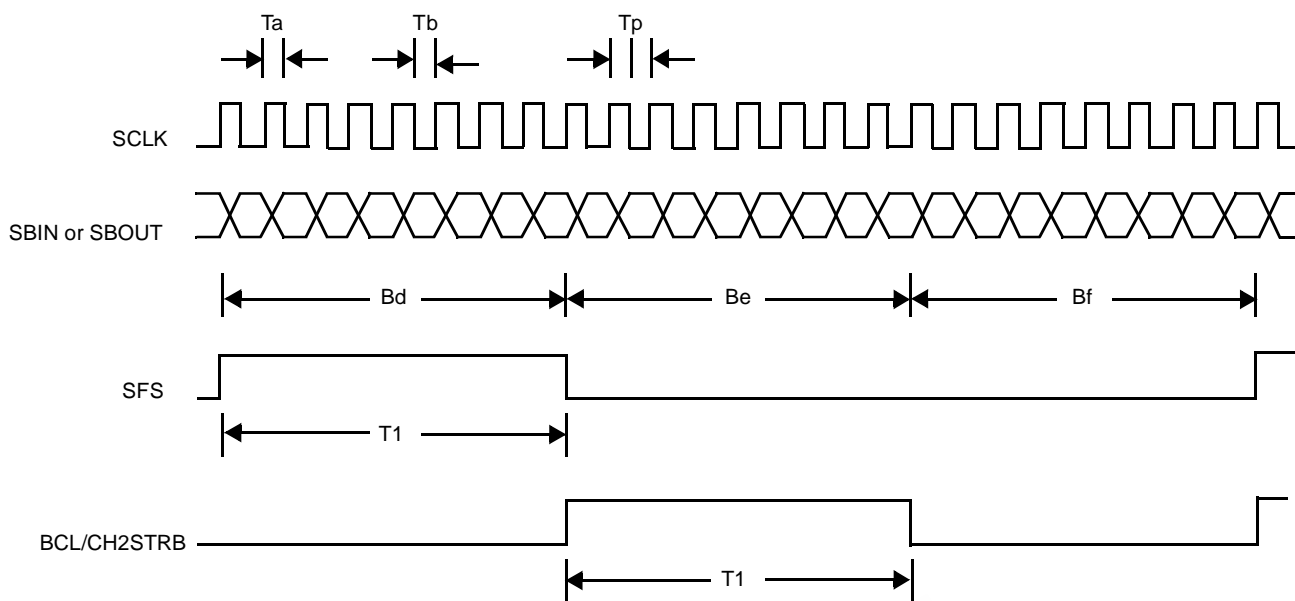 Ta Tb Tp
SCLK
SBIN or SBOUT
Bd Be Bf
SFS
T1
BCL/CH2STRB
T1